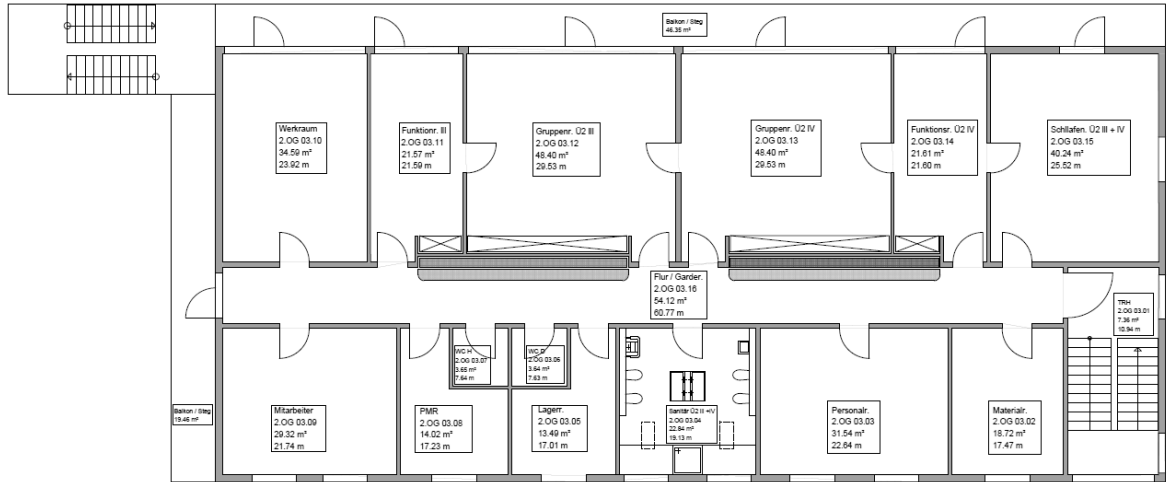 Balkon / Steg
46.35 m²
Werkraum
2.OG 03.10
34.59 m²
23.92 m
Funktionr. III
2.OG 03.11
21.57 m²
21.59 m
Gruppenr. Ü2 III
2.OG 03.12
48.40 m²
29.53 m
Gruppenr. Ü2 IV
2.OG 03.13
48.40 m²
29.53 m
Funktionsr. Ü2 IV
2.OG 03.14
21.61 m²
21.60 m
Schllafen. Ü2 III + IV
2.OG 03.15
40.24 m²
25.52 m
Flur / Garder.
2.OG 03.16
54.12 m²
60.77 m
TRH
2.OG 03.01
7.36 m²
10.94 m
Balkon / Steg
19.46 m²
Mitarbeiter
2.OG 03.09
29.32 m²
21.74 m
PMR
2.OG 03.08
14.02 m²
17.23 m
WC H
2.OG 03.07
3.65 m²
7.64 m
WC D
2.OG 03.06
3.64 m²
7.63 m
Lagerr.
2.OG 03.05
13.49 m²
17.01 m
Sanitär Ü2 III +IV
2.OG 03.04
22.84 m²
19.13 m
Personalr.
2.OG 03.03
31.54 m²
22.64 m
Materialr.
2.OG 03.02
18.72 m²
17.47 m